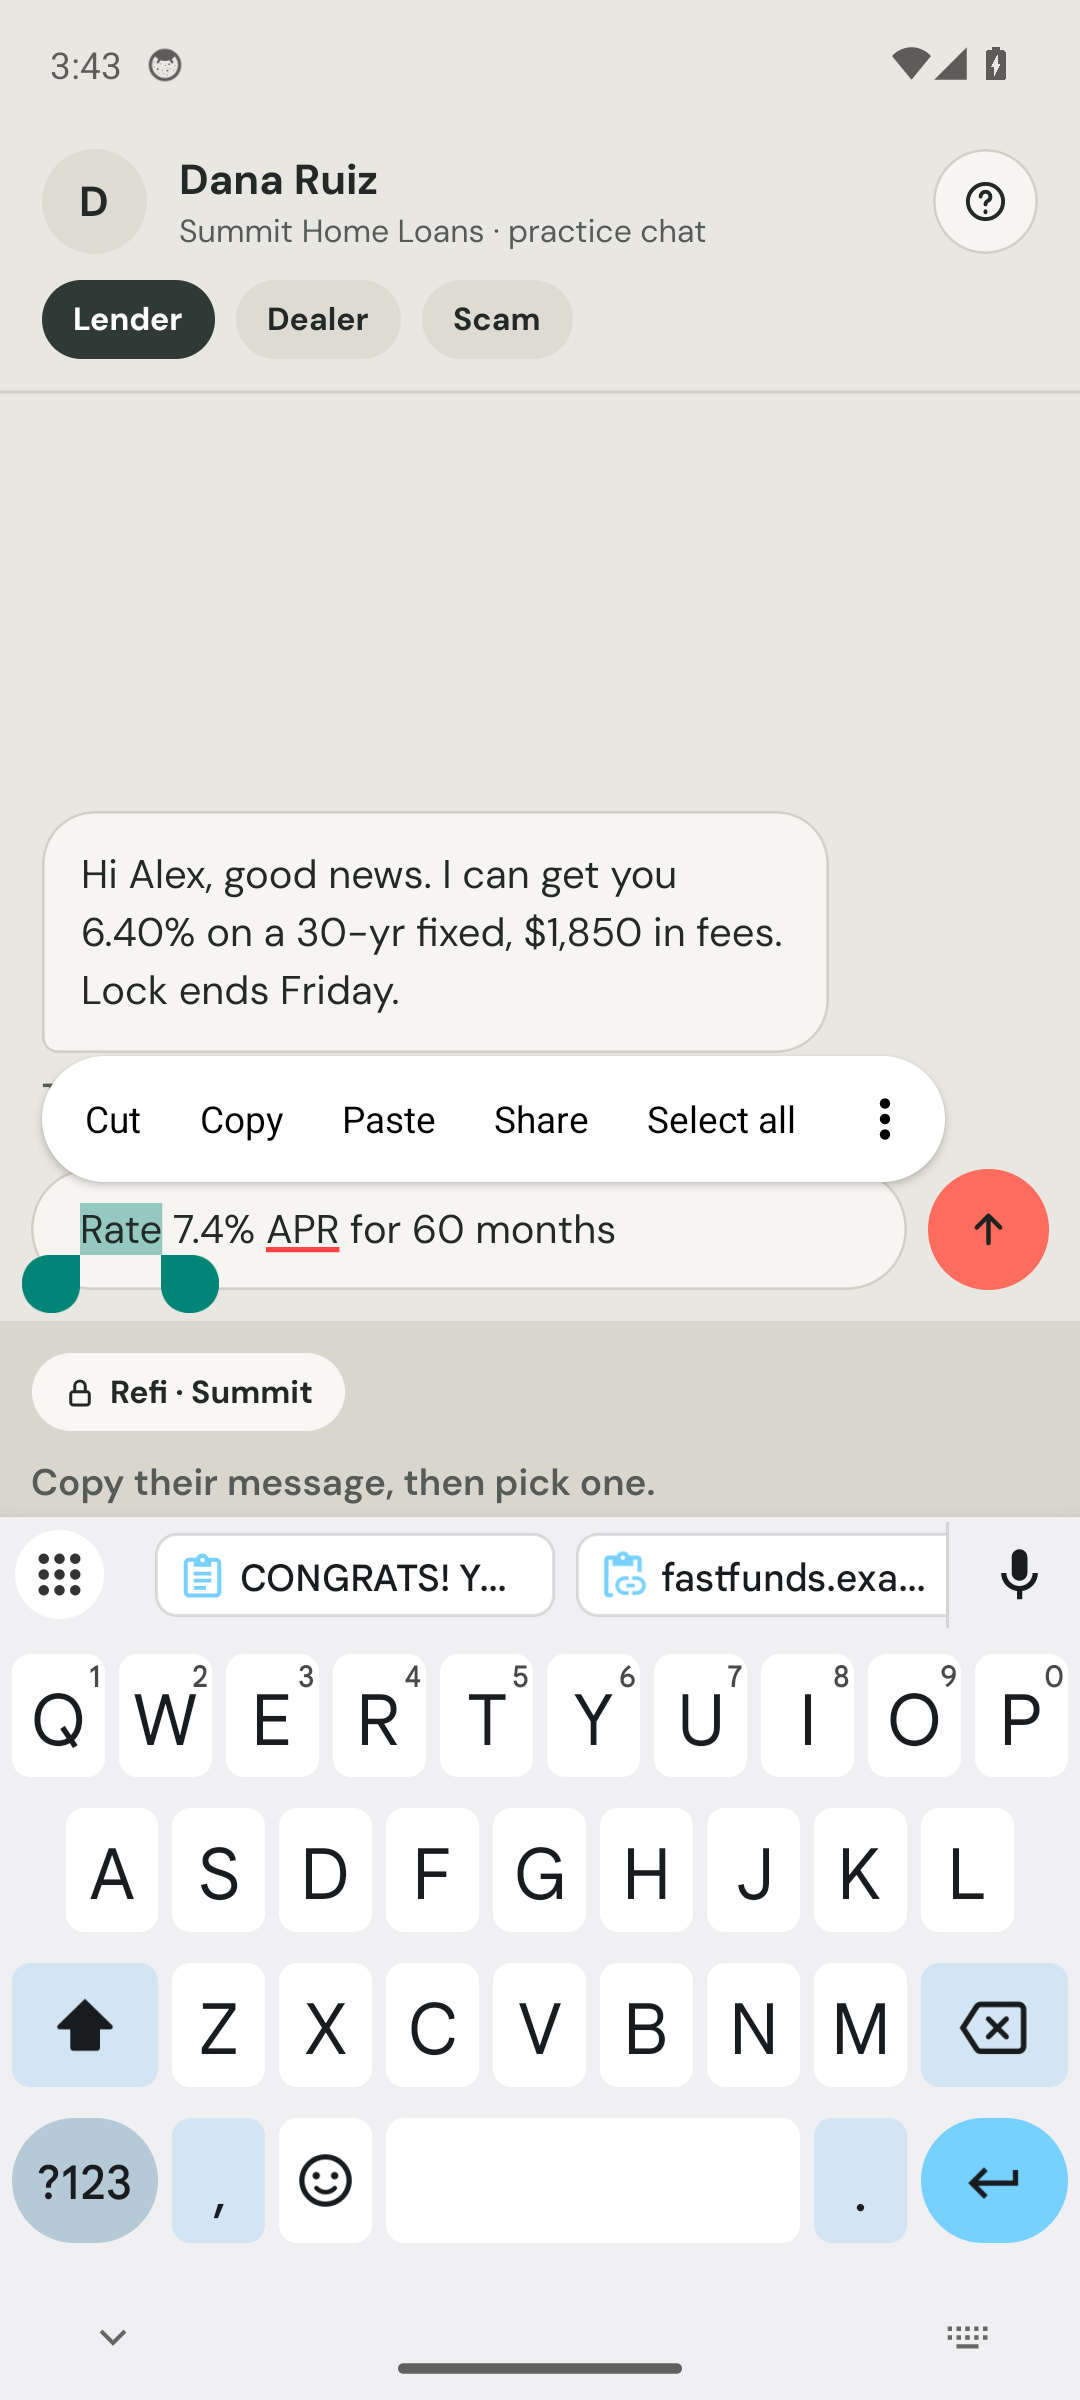 3:43
D
Dana Ruiz
Summit Home Loans · practice chat
Lender
Dealer
Scam
Hi Alex, good news. I can get you
6.40% on a 30-yr fixed, $1,850 in fees.
Lock ends Friday.
Cut
Copy
Paste
Share
Select all
Rate 7.4% APR for 60 months
Refi · Summit
Copy their message, then pick one.
CONGRATS! Y...
fastfunds.exa...
Q 1 W 2 E 3 R 4 T 5 Y 6 U 7 I 8 O 9 P 0
A S D F G H J K L
Z X C V B N M
?123 , .